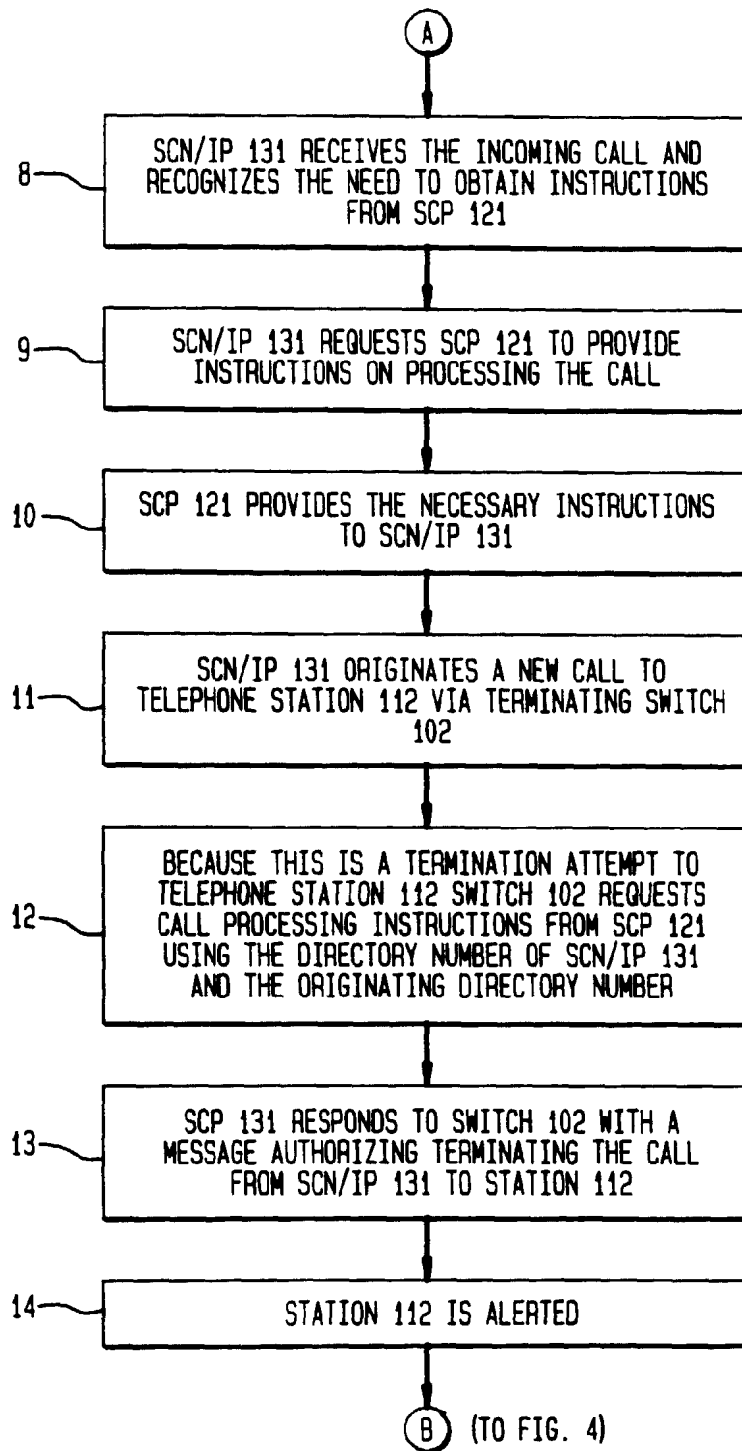 A
8
SCN/IP 131 RECEIVES THE INCOMING CALL AND
RECOGNIZES THE NEED TO OBTAIN INSTRUCTIONS
FROM SCP 121
9
SCN/IP 131 REQUESTS SCP 121 TO PROVIDE
INSTRUCTIONS ON PROCESSING THE CALL
10
SCP 121 PROVIDES THE NECESSARY INSTRUCTIONS
TO SCN/IP 131
11
SCN/IP 131 ORIGINATES A NEW CALL TO
TELEPHONE STATION 112 VIA TERMINATING SWITCH
102
12
BECAUSE THIS IS A TERMINATION ATTEMPT TO
TELEPHONE STATION 112 SWITCH 102 REQUESTS
CALL PROCESSING INSTRUCTIONS FROM SCP 121
USING THE DIRECTORY NUMBER OF SCN/IP 131
AND THE ORIGINATING DIRECTORY NUMBER
13
SCP 131 RESPONDS TO SWITCH 102 WITH A
MESSAGE AUTHORIZING TERMINATING THE CALL
FROM SCN/IP 131 TO STATION 112
14
STATION 112 IS ALERTED
B (TO FIG. 4)